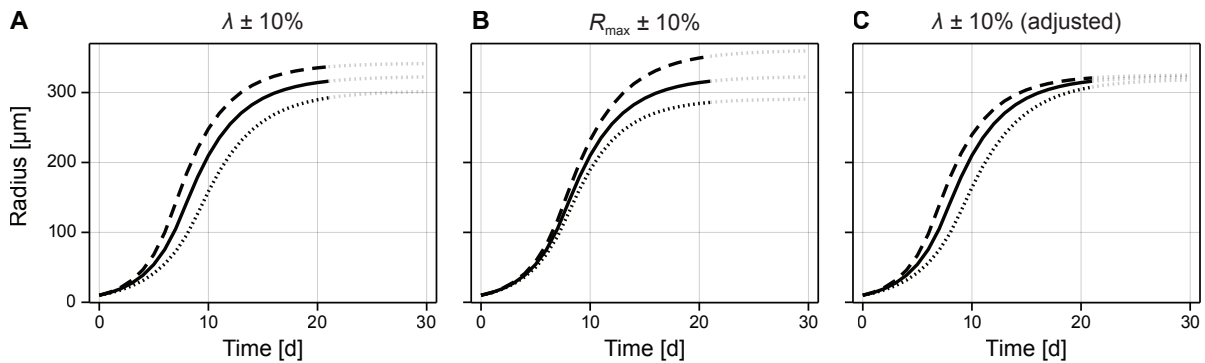 A λ ± 10%
B Rmax ± 10%
C λ ± 10% (adjusted)
Radius [µm]
300
200
100
0
0 10 20 30
0 10 20 30
0 10 20 30
Time [d]
Time [d]
Time [d]